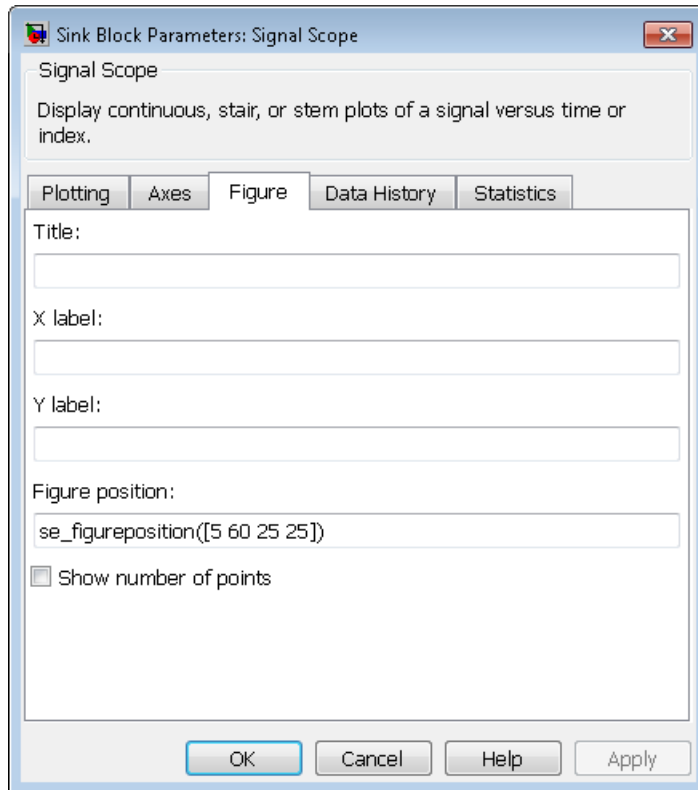 Sink Block Parameters: Signal Scope
Signal Scope
Display continuous, stair, or stem plots of a signal versus time or
index.
Plotting Axes Figure Data History Statistics
Title:
X label:
Y label:
Figure position:
se_figureposition([5 60 25 25])
Show number of points
OK Cancel Help Apply